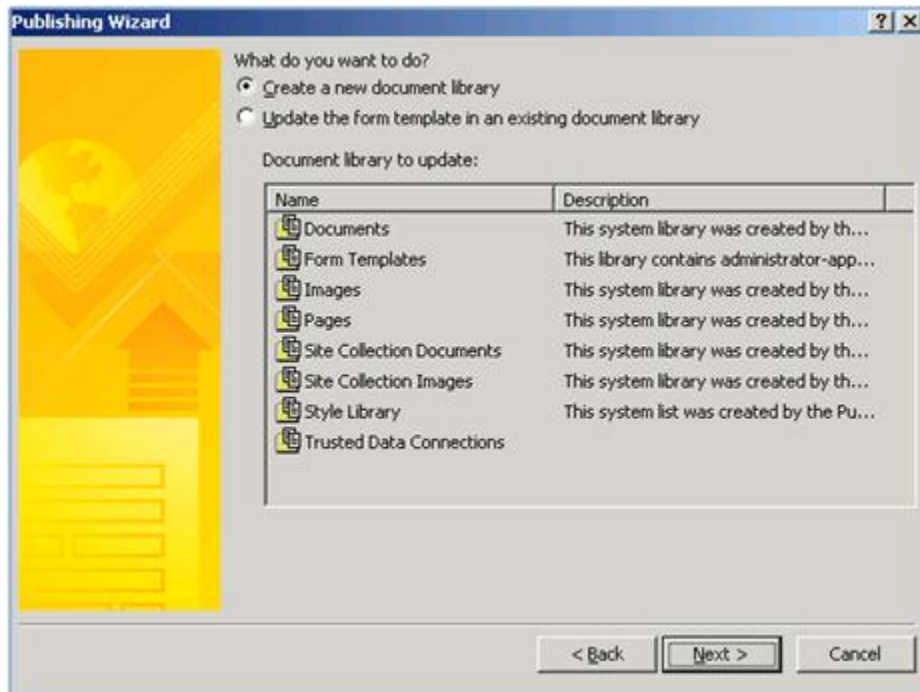 Publishing Wizard
What do you want to do?
Create a new document library
Update the form template in an existing document library
Document library to update:
Name Description
Documents This system library was created by th...
Form Templates This library contains administrator-app...
Images This system library was created by th...
Pages This system library was created by th...
Site Collection Documents This system library was created by th...
Site Collection Images This system library was created by th...
Style Library This system list was created by the Pu...
Trusted Data Connections
< Back Next > Cancel